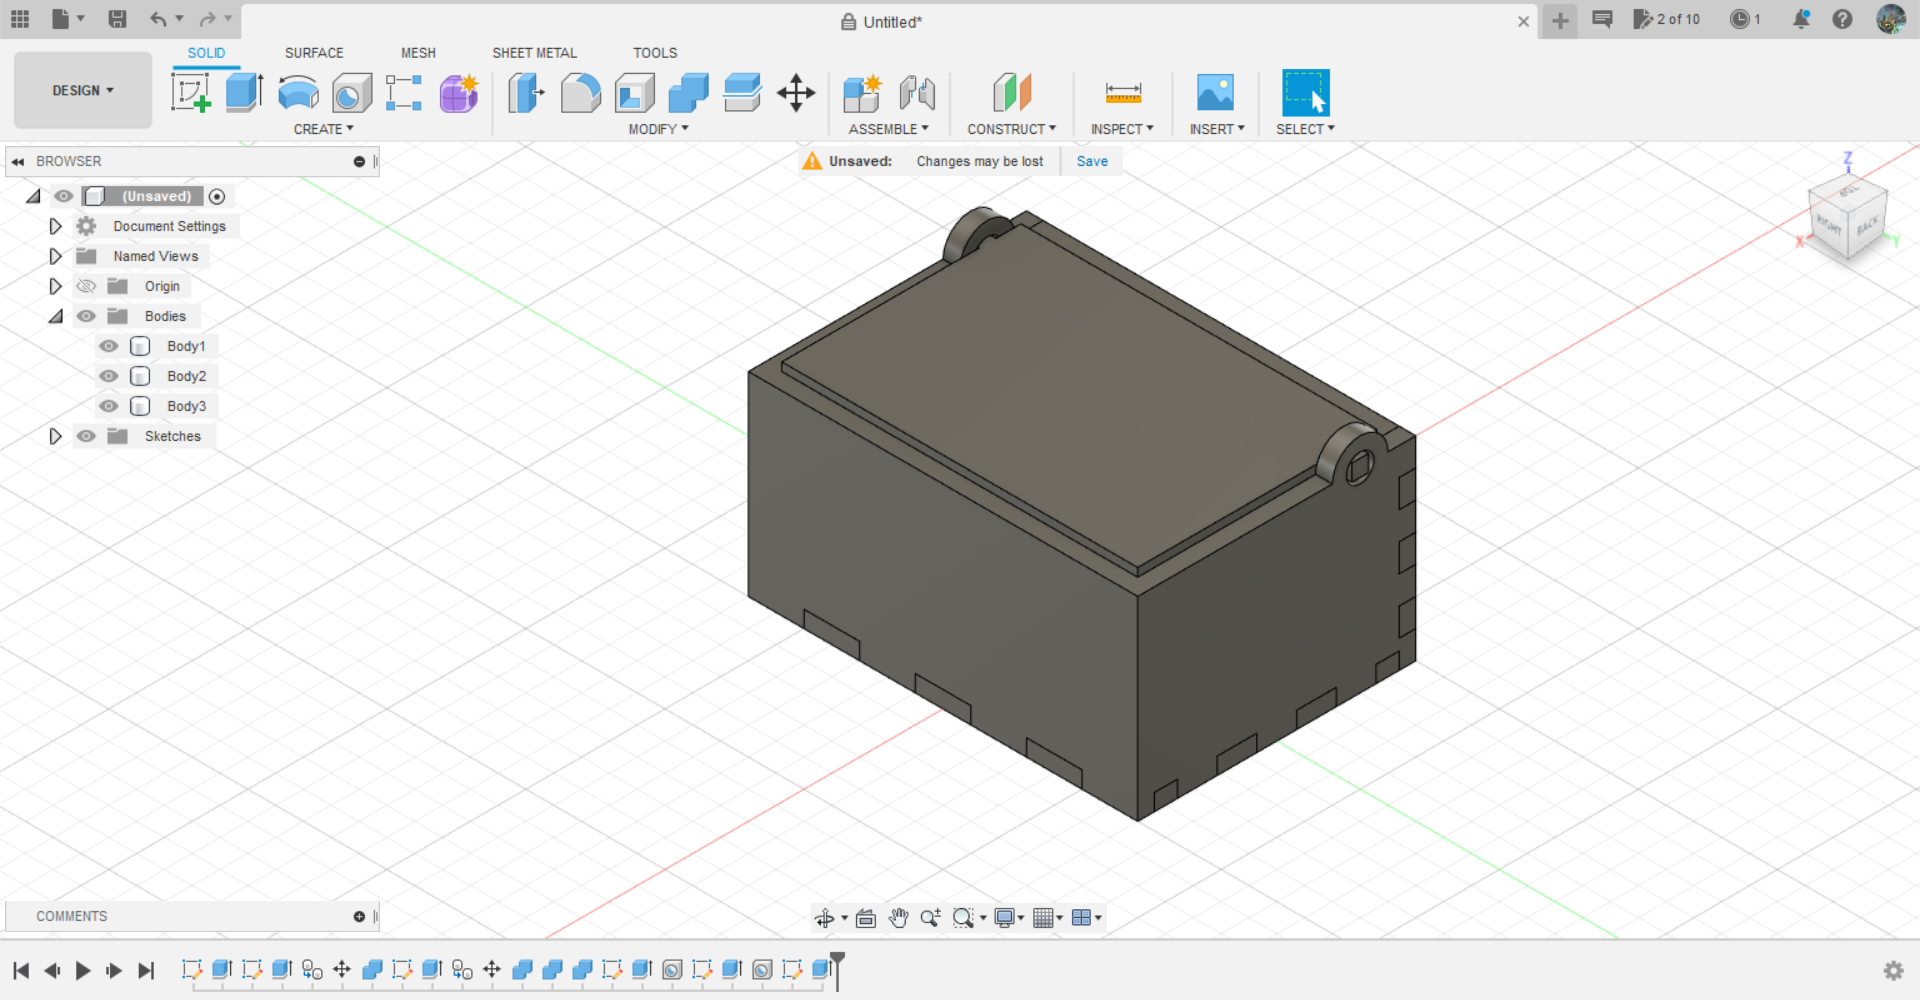 Untitled*
2 of 10
1
SOLID
SURFACE
MESH
SHEET METAL
TOOLS
DESIGN
CREATE
MODIFY
ASSEMBLE
CONSTRUCT
INSPECT
INSERT
SELECT
BROWSER
Unsaved: Changes may be lost Save
(Unsaved)
Document Settings
Named Views
Origin
Bodies
Body1
Body2
Body3
Sketches
Z
TOP
RIGHT
BACK
X
Y
COMMENTS